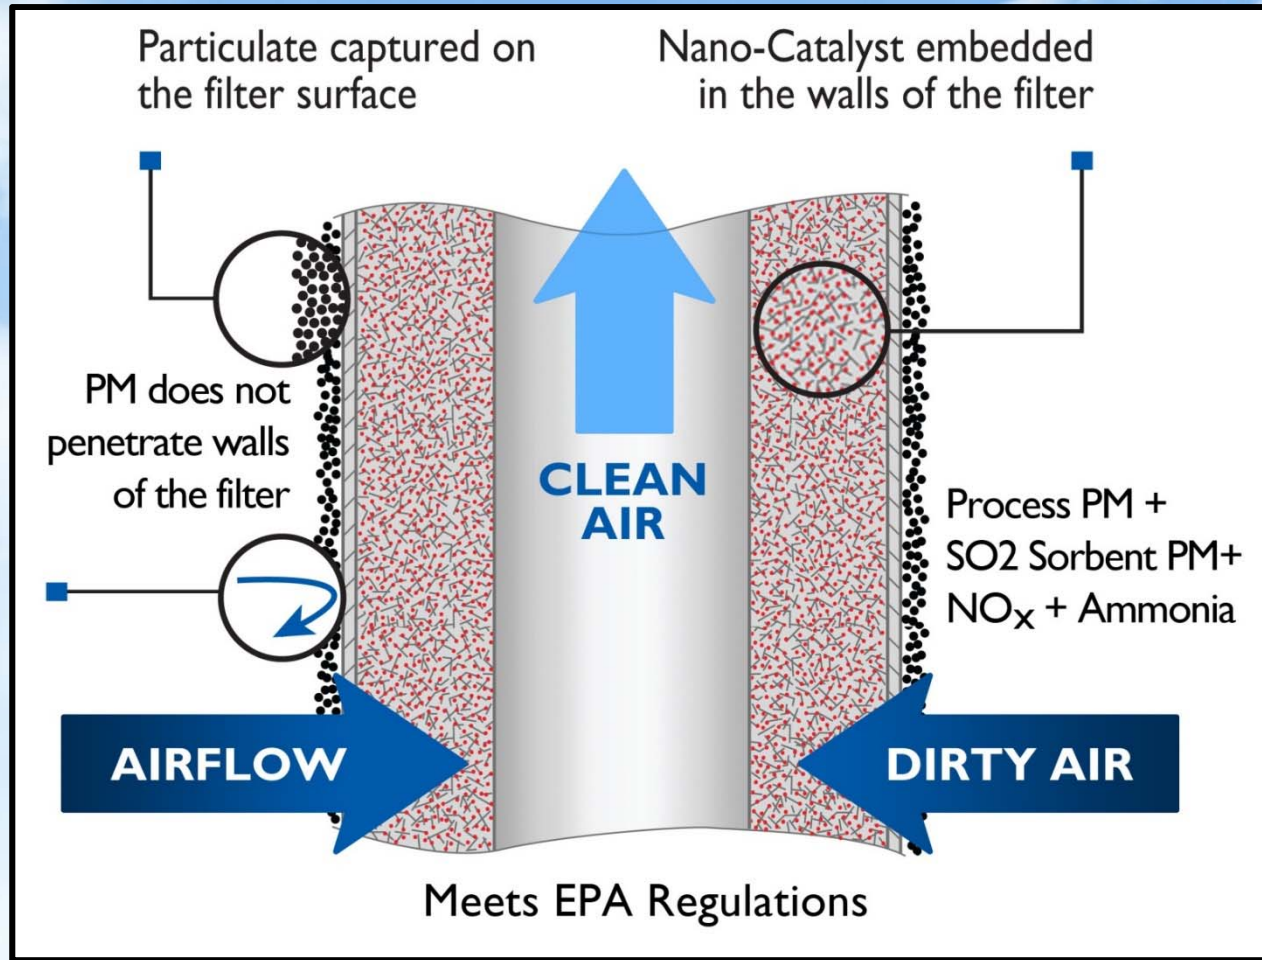 Particulate captured on
the filter surface
Nano-Catalyst embedded
in the walls of the filter
PM does not
penetrate walls
of the filter
CLEAN
AIR
Process PM +
SO2 Sorbent PM+
NOx + Ammonia
AIRFLOW
DIRTY AIR
Meets EPA Regulations